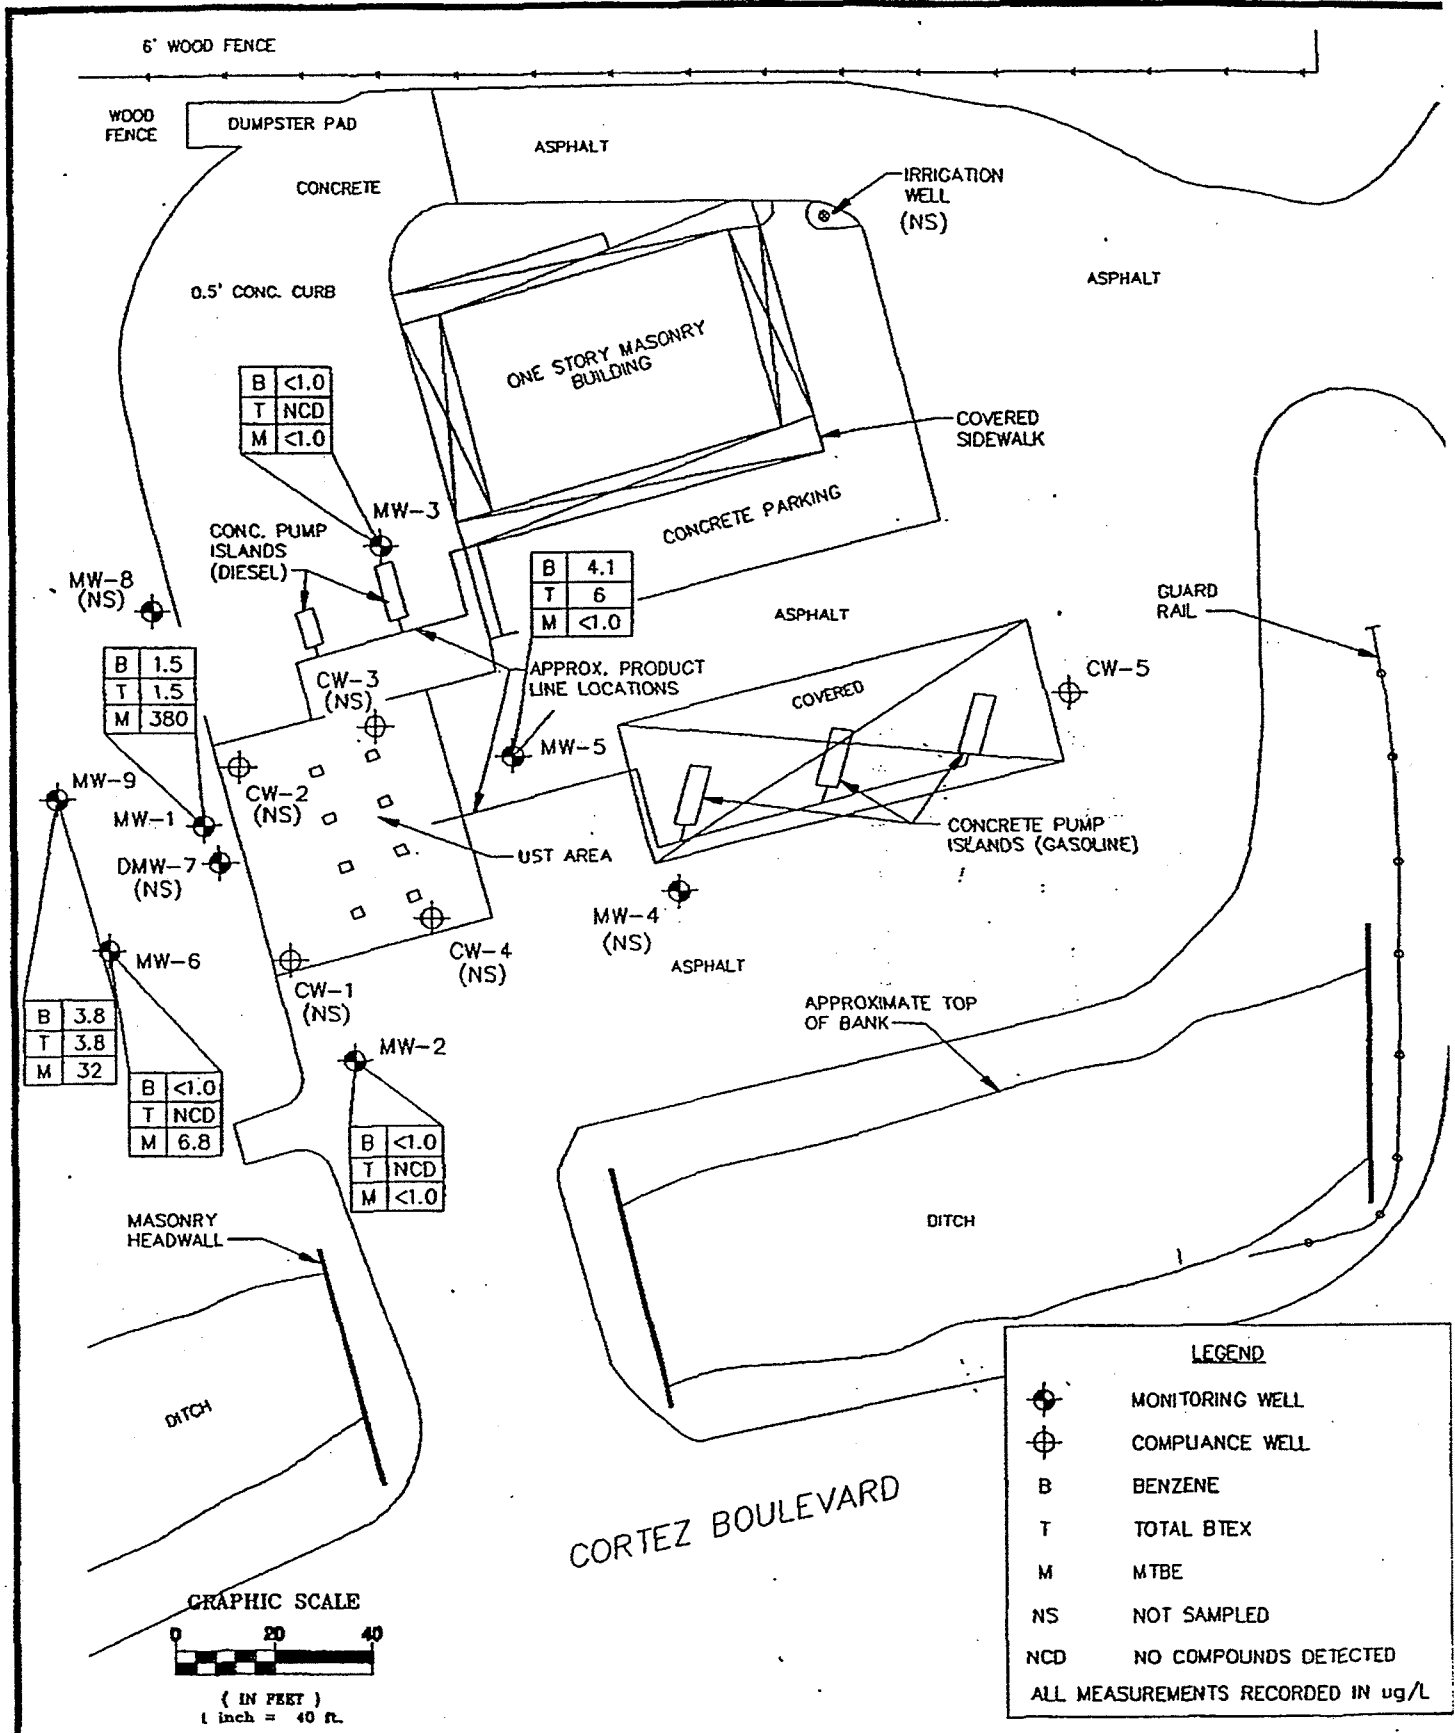 6' WOOD FENCE
WOOD
FENCE
DUMPSTER PAD
ASPHALT
CONCRETE
IRRIGATION
WELL
(NS)
ASPHALT
0.5' CONC. CURB
ONE STORY MASONRY
BUILDING
B <1.0
T NCD
M <1.0
COVERED
SIDEWALK
MW-3
CONCRETE PARKING
CONC. PUMP
ISLANDS
(DIESEL)
B 4.1
T 6
M <1.0
MW-8
(NS)
ASPHALT
GUARD
RAIL
B 1.5
T 1.5
M 380
CW-3
(NS)
APPROX. PRODUCT
LINE LOCATIONS
COVERED
CW-5
MW-5
MW-9
CW-2
(NS)
MW-1
DMW-7
(NS)
UST AREA
CONCRETE PUMP
ISLANDS (GASOLINE)
MW-4
(NS)
MW-6
CW-4
(NS)
ASPHALT
CW-1
(NS)
APPROXIMATE TOP
OF BANK
B 3.8
T 3.8
M 32
MW-2
B <1.0
T NCD
M 6.8
B <1.0
T NCD
M <1.0
MASONRY
HEADWALL
DITCH
DITCH
CORTEZ BOULEVARD
LEGEND
MONITORING WELL
COMPLIANCE WELL
B BENZENE
T TOTAL BTEX
M MTBE
NS NOT SAMPLED
NCD NO COMPOUNDS DETECTED
ALL MEASUREMENTS RECORDED IN ug/L
GRAPHIC SCALE
0 20 40
( IN FEET )
1 inch = 40 ft.